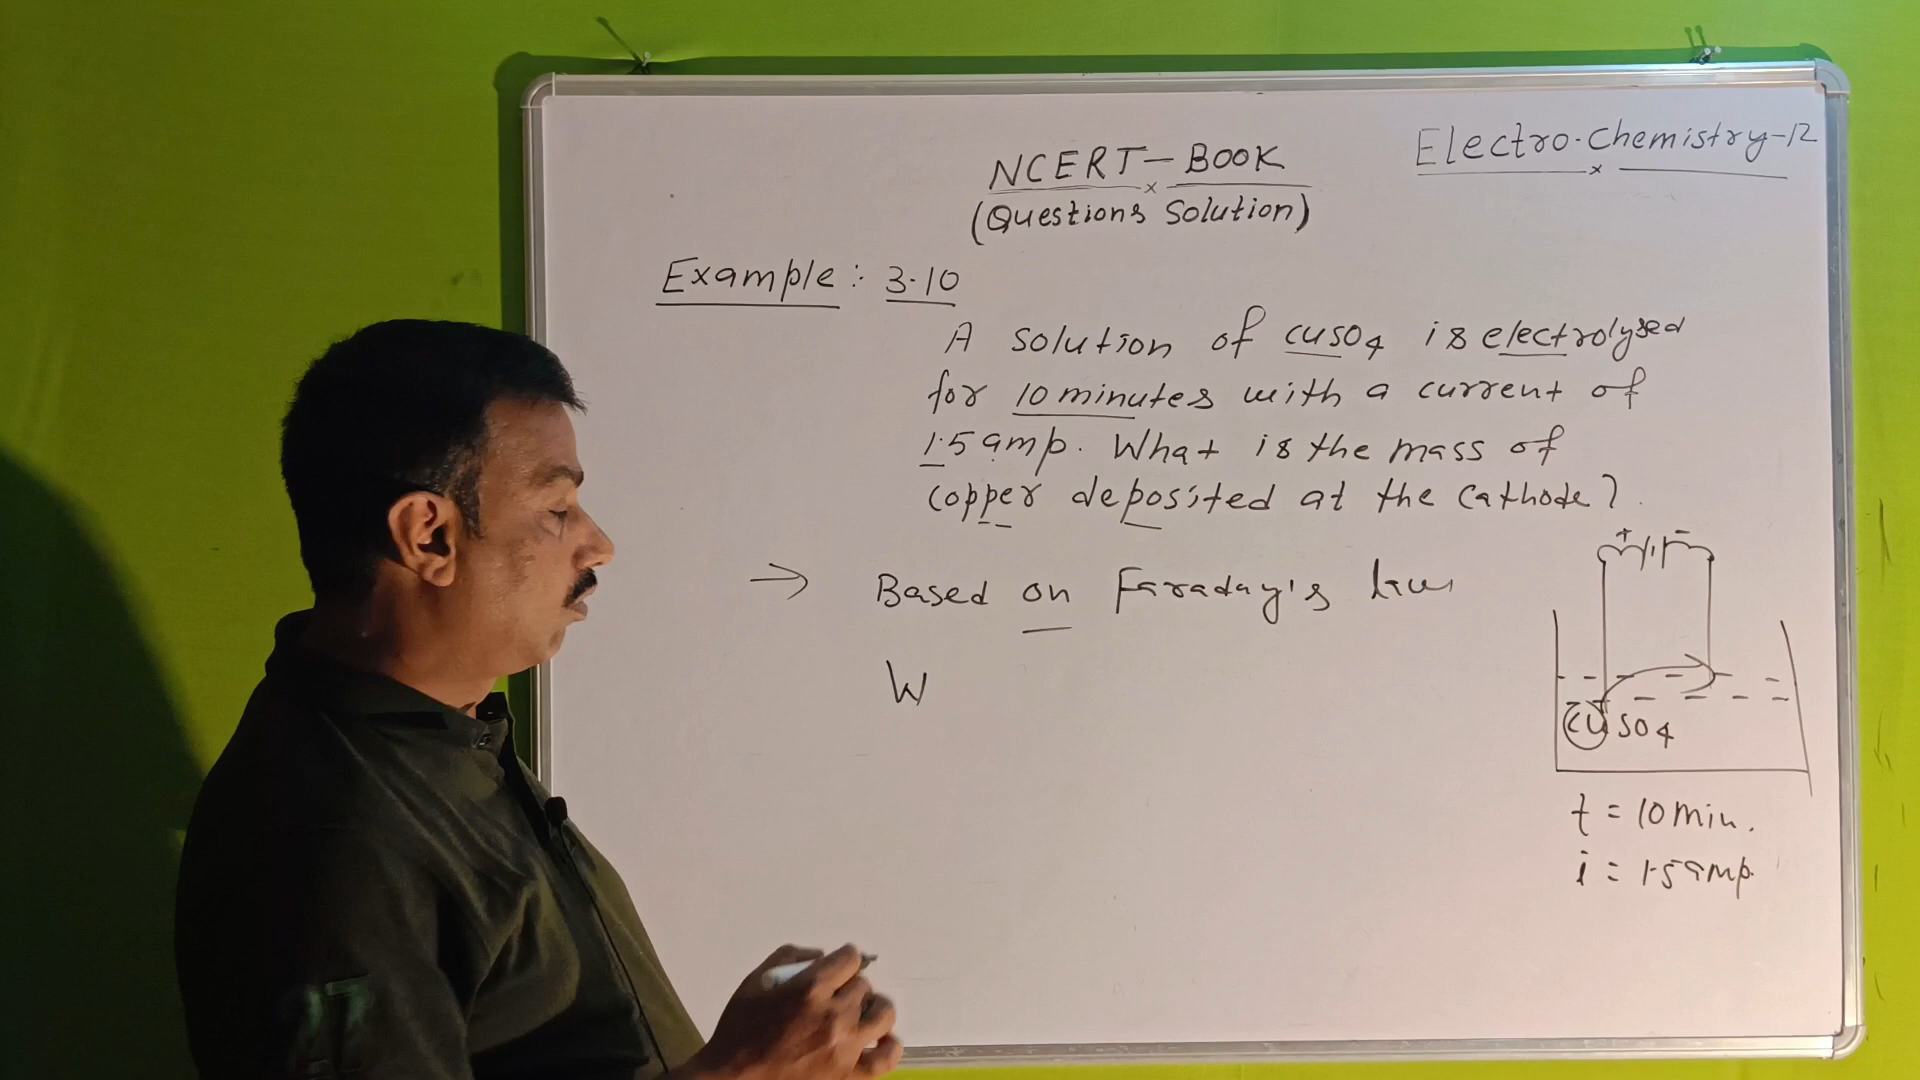 NCERT-BOOK
(Questions Solution)
Electro-Chemistry-12
Example: 3.10
A solution of CuSO4 is electrolysed
for 10 minutes with a current of
1.5 amp. What is the mass of
copper deposited at the cathode?
→ Based on Faraday's law
W
+ -
CuSO4
t = 10 min.
i = 1.5 amp.